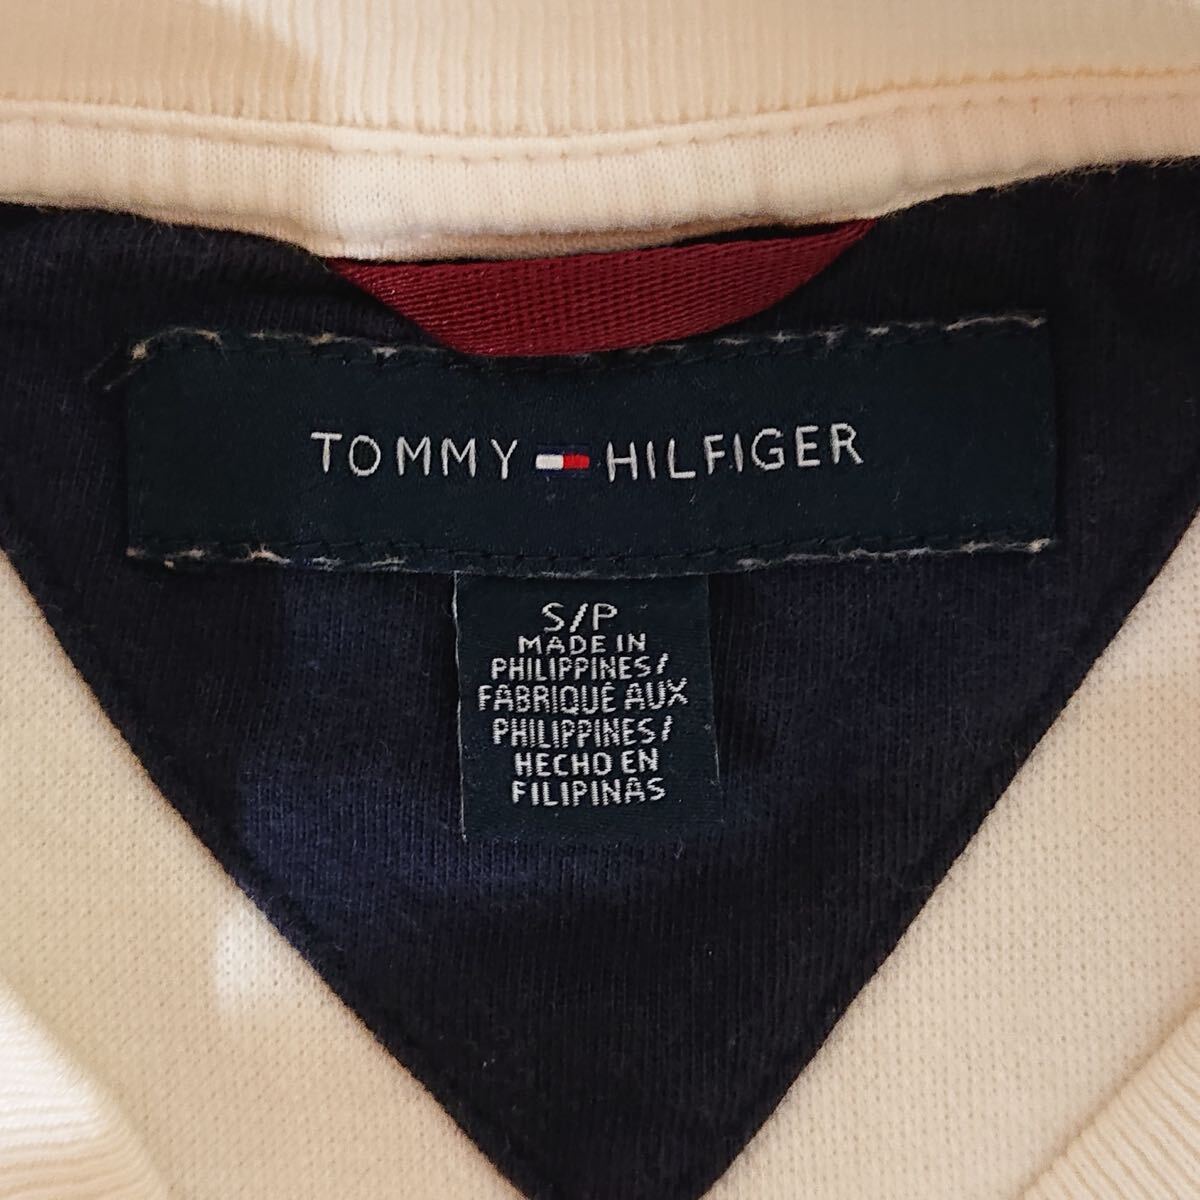 TOMMY HILFIGER
S/P
MADE IN
PHILIPPINES/
FABRIQUÉ AUX
PHILIPPINES/
HECHO EN
FILIPINAS